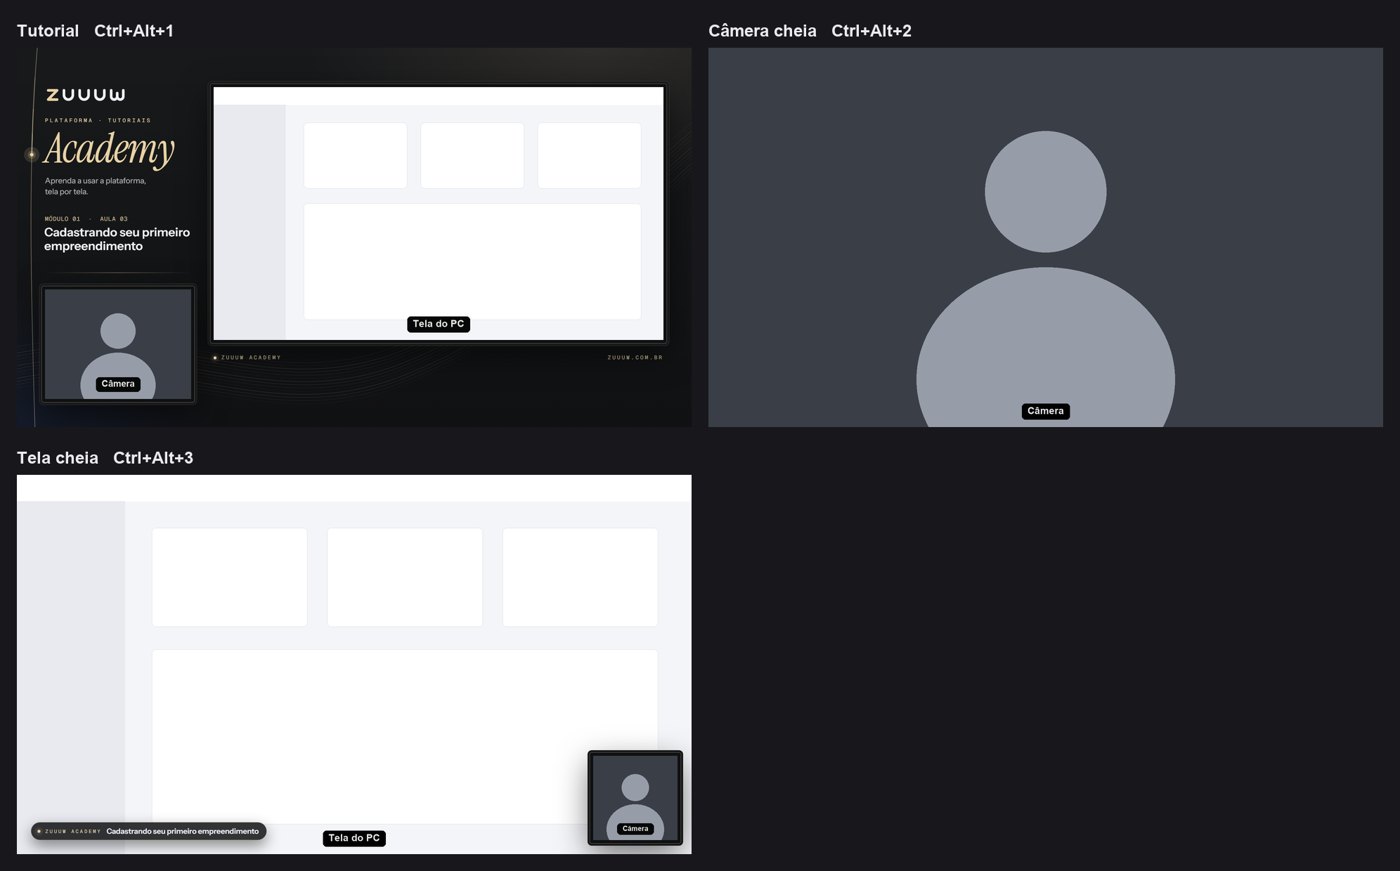 Tutorial Ctrl+Alt+1
ZUUUW
PLATAFORMA · TUTORIAIS
Academy
Aprenda a usar a plataforma,
tela por tela.
MÓDULO 01 · AULA 03
Cadastrando seu primeiro
empreendimento
Câmera
Tela do PC
ZUUUW ACADEMY
ZUUUW.COM.BR
Câmera cheia Ctrl+Alt+2
Câmera
Tela cheia Ctrl+Alt+3
ZUUUW ACADEMY Cadastrando seu primeiro empreendimento
Tela do PC
Câmera